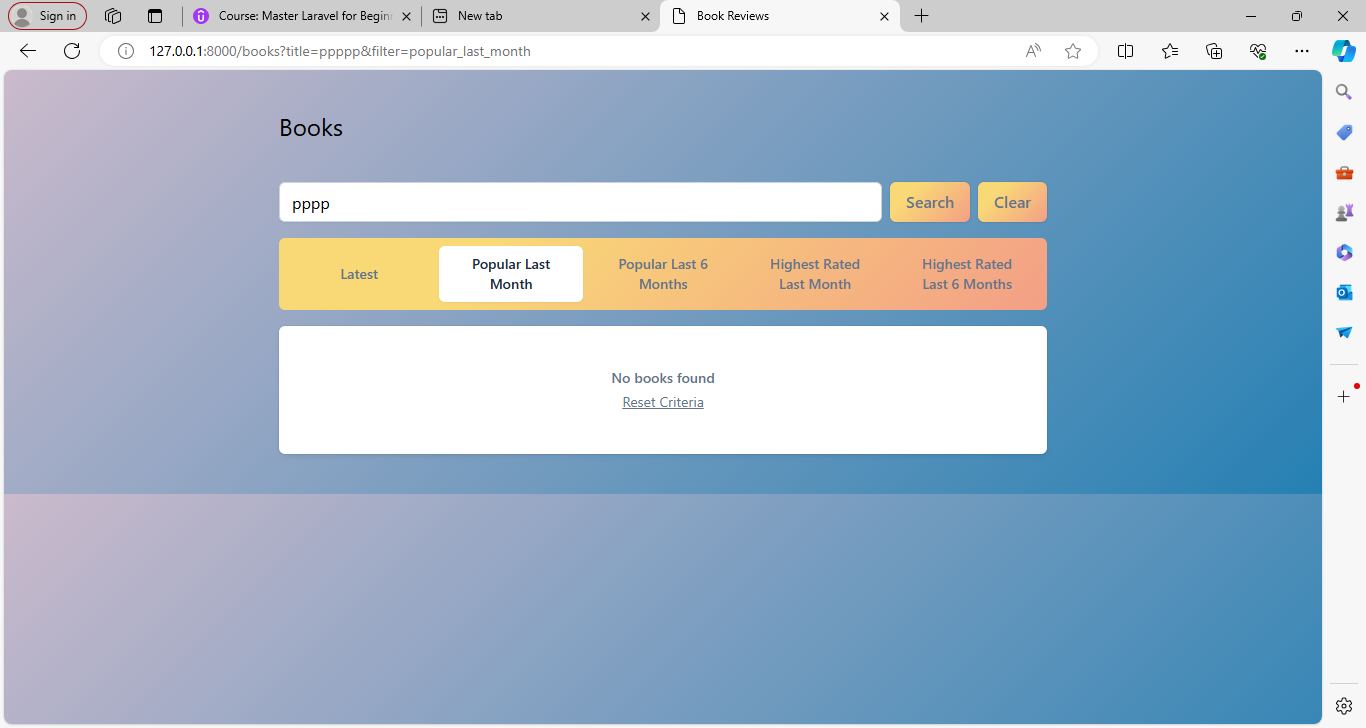 Sign in
Course: Master Laravel for Begin
New tab
Book Reviews
127.0.0.1:8000/books?title=ppppp&filter=popular_last_month
Books
pppp
Search
Clear
Latest
Popular Last
Month
Popular Last 6
Months
Highest Rated
Last Month
Highest Rated
Last 6 Months
No books found
Reset Criteria